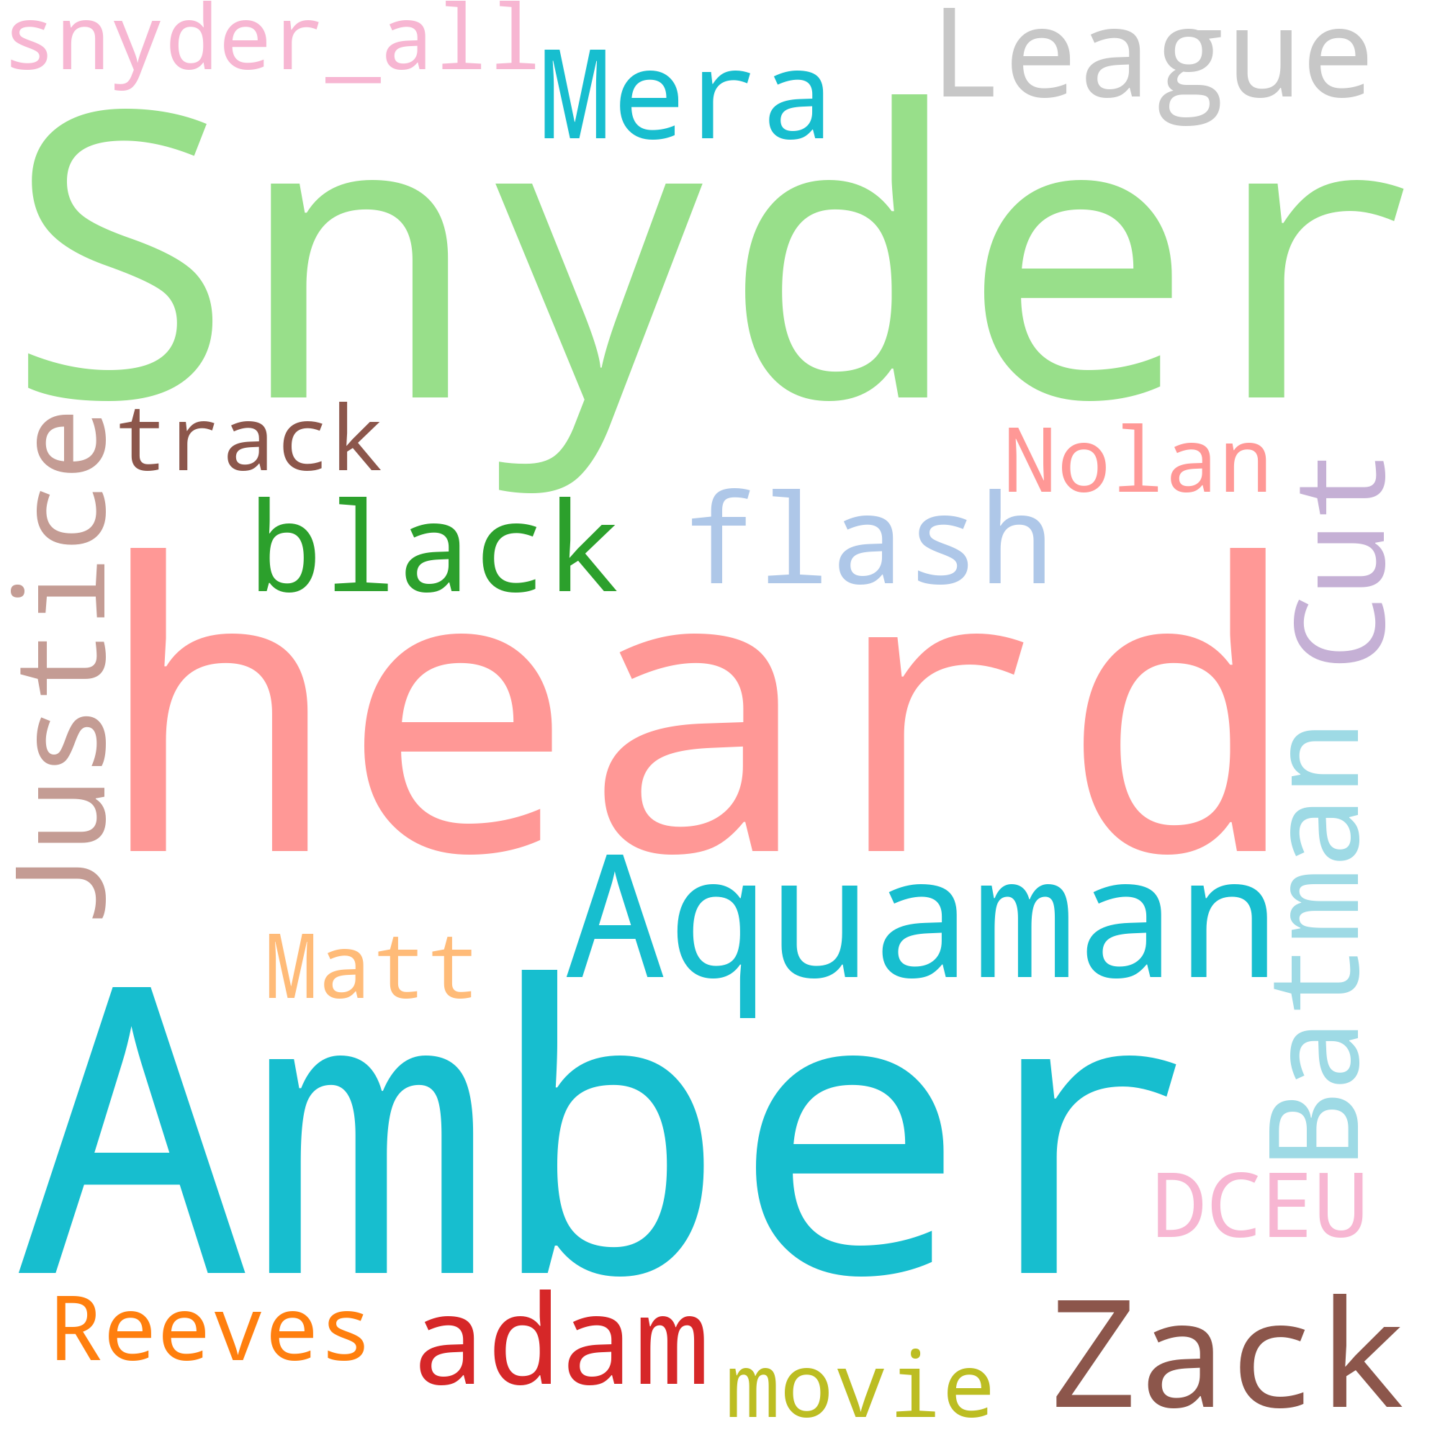 snyder_all
Mera
League
Snyder
track
Nolan
black
flash
Justice
Cut
heard
Aquaman
Batman
Matt
Amber
DCEU
Reeves
adam
movie
Zack